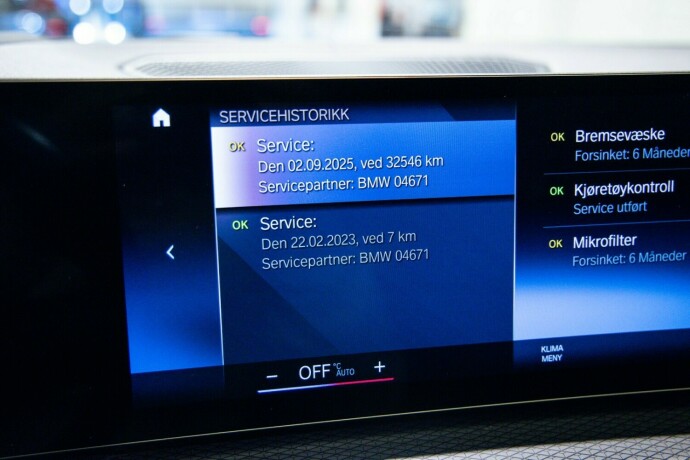 SERVICEHISTORIKK
OK Service:
Den 02.09.2025, ved 32546 km
Servicepartner: BMW 04671
OK Service:
Den 22.02.2023, ved 7 km
Servicepartner: BMW 04671
OK Bremsevæske
Forsinket: 6 Måneder
OK Kjøretøykontroll
Service utført
OK Mikrofilter
Forsinket: 6 Måneder
− OFF °C AUTO +
KLIMA
MENY